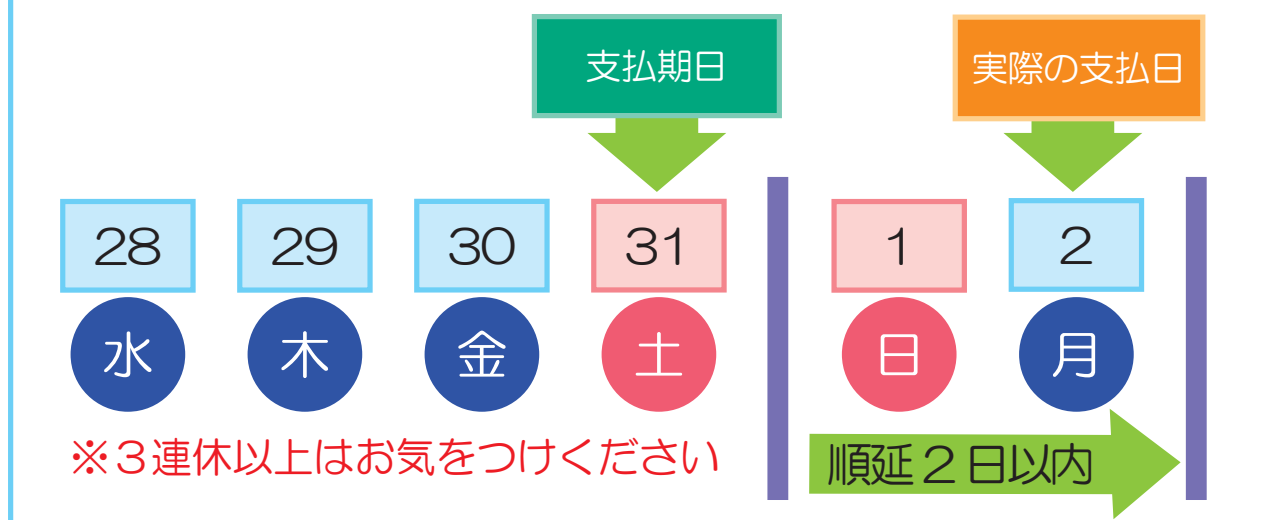 支払期日
実際の支払日
28 29 30 31 1 2
水 木 金 土 日 月
※3連休以上はお気をつけください
順延2日以内